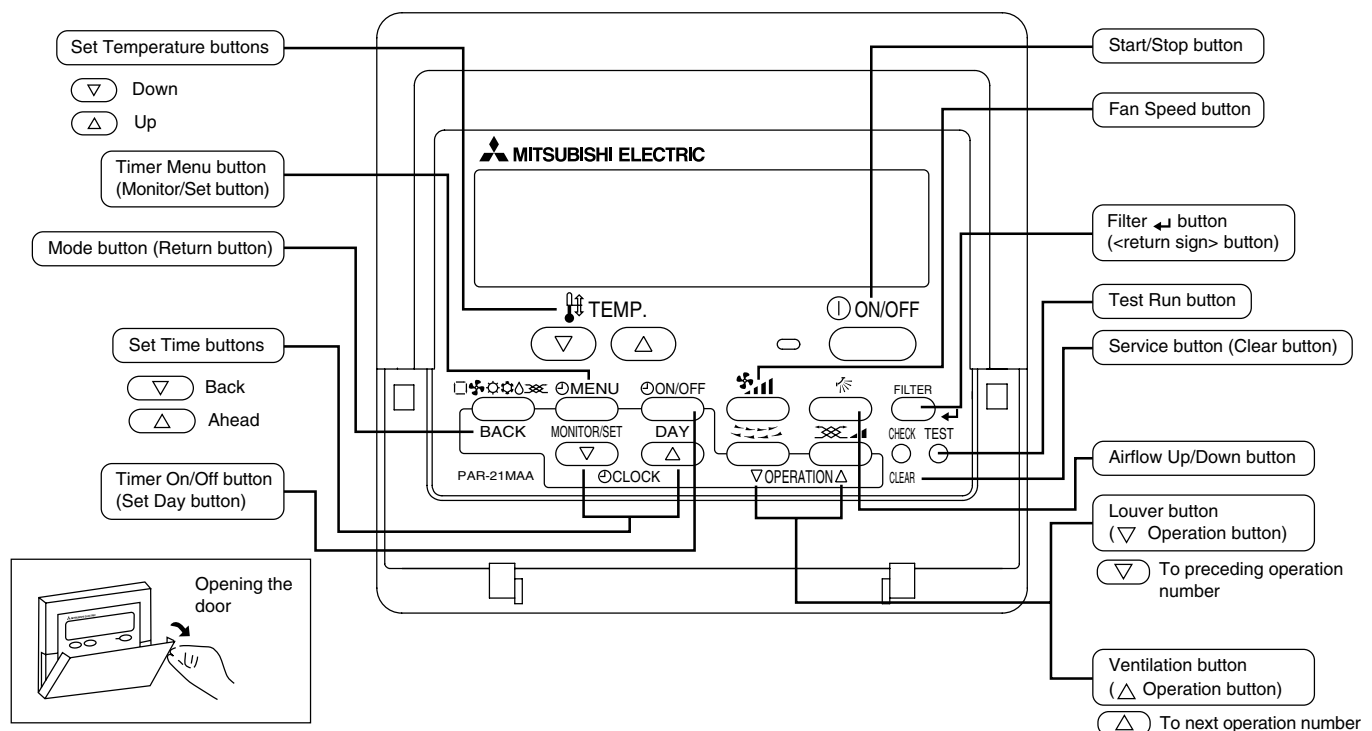 Set Temperature buttons
▽ Down
△ Up
Timer Menu button
(Monitor/Set button)
Mode button (Return button)
Set Time buttons
▽ Back
△ Ahead
Timer On/Off button
(Set Day button)
Opening the
door
MITSUBISHI ELECTRIC
TEMP.
ON/OFF
▽ △
MENU
ON/OFF
FILTER
BACK
MONITOR/SET
DAY
CHECK TEST
▽ △
PAR-21MAA
CLOCK
▽ OPERATION △
CLEAR
Start/Stop button
Fan Speed button
Filter ↵ button
(<return sign> button)
Test Run button
Service button (Clear button)
Airflow Up/Down button
Louver button
(▽ Operation button)
▽ To preceding operation
number
Ventilation button
(△ Operation button)
△ To next operation number